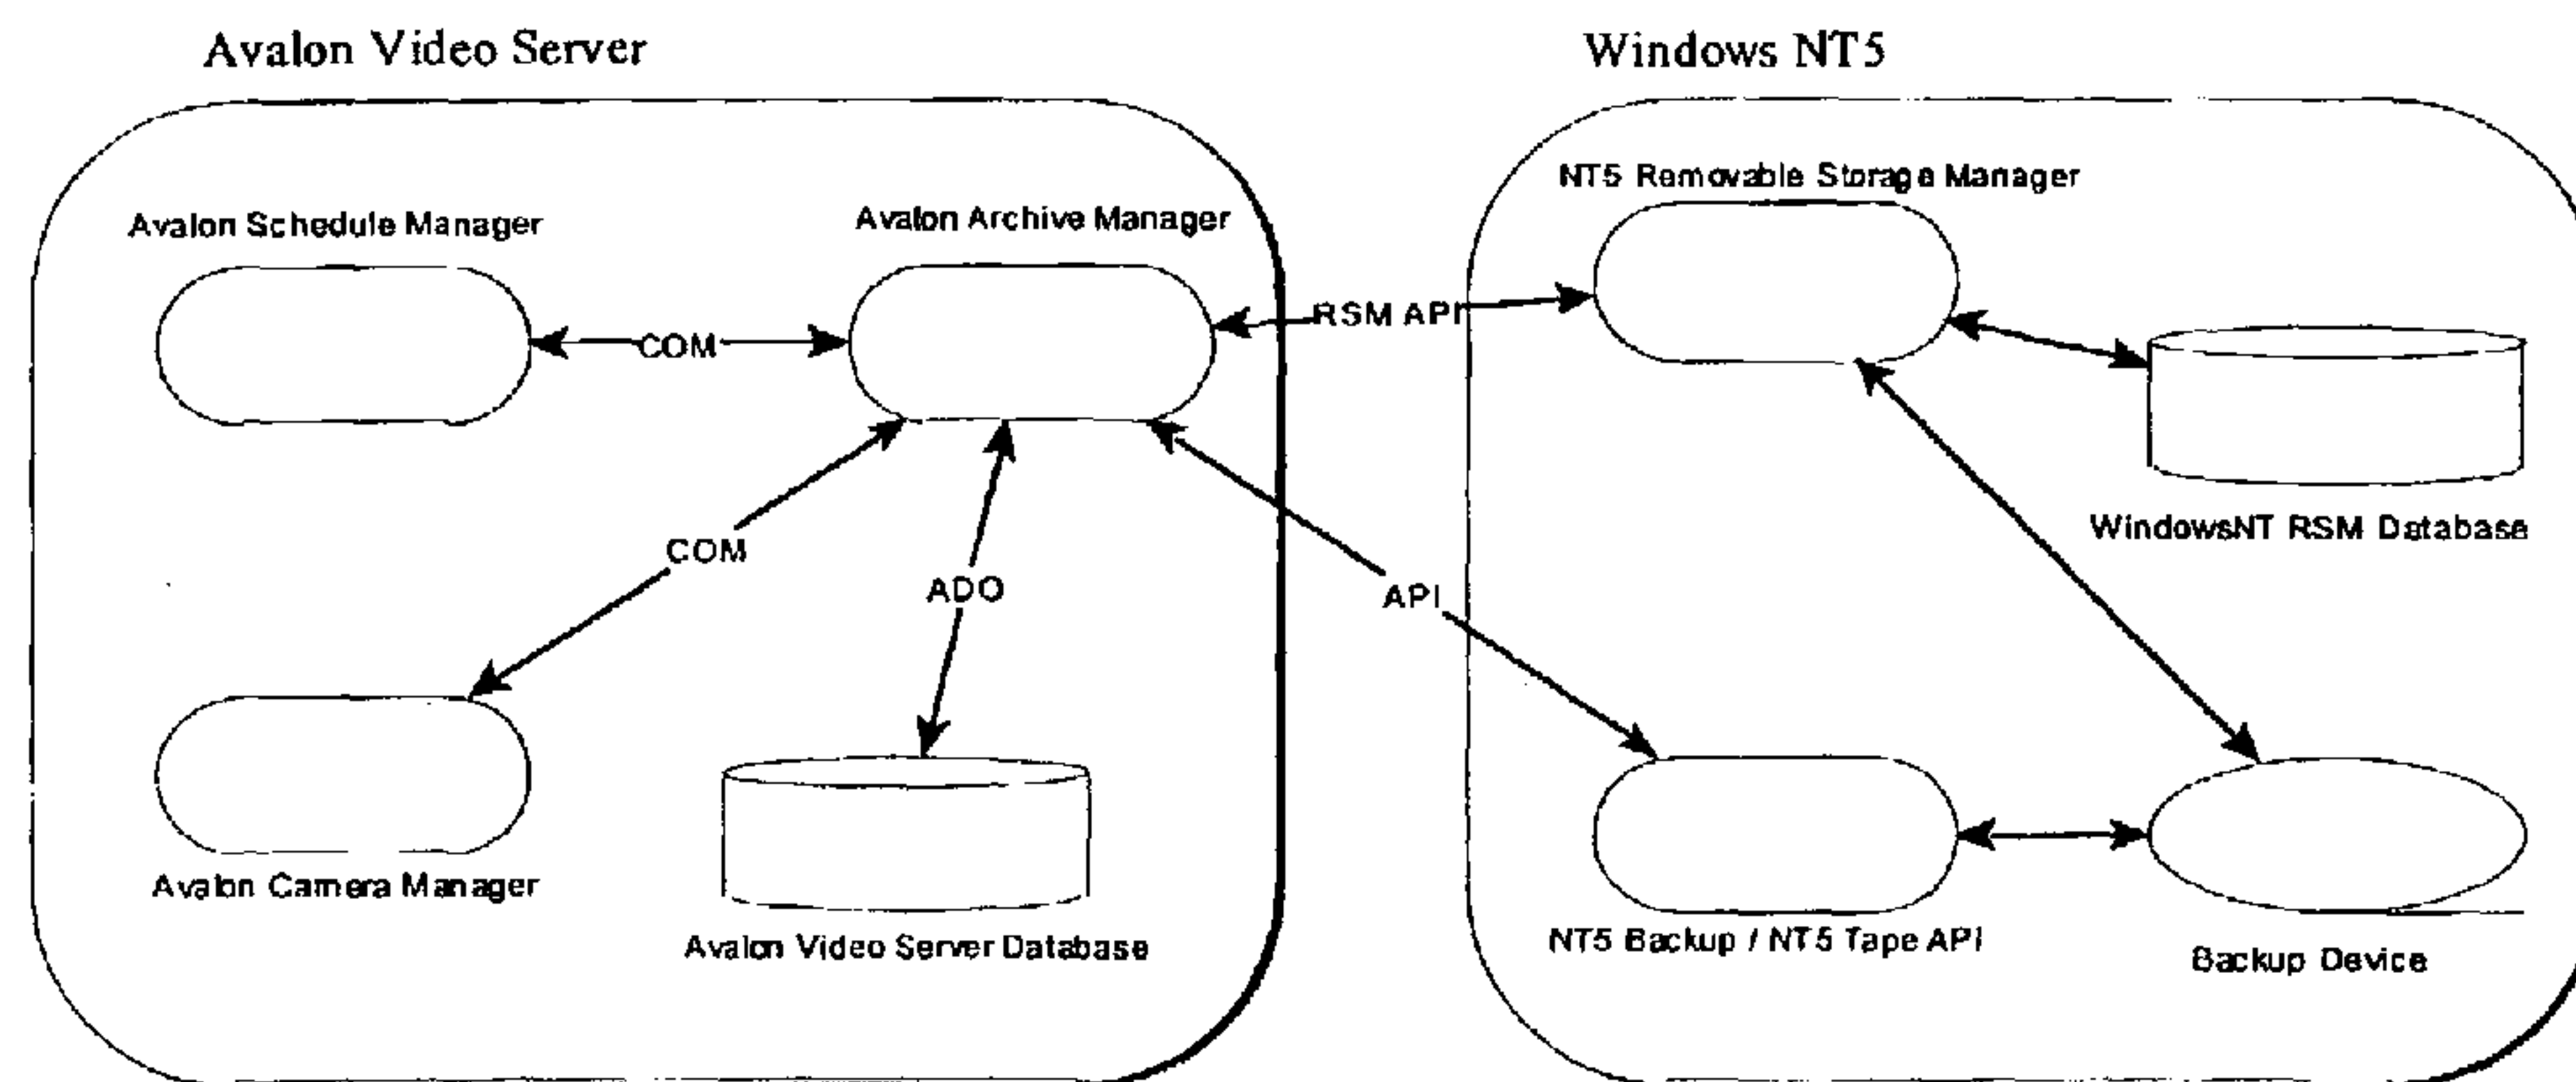 Avalon Video Server
Windows NT5
Avalon Schedule Manager
Avalon Archive Manager
NT5 Removable Storage Manager
COM
RSM API
WindowsNT RSM Database
COM
ADO
API
Avalon Camera Manager
Avalon Video Server Database
NT5 Backup / NT5 Tape API
Backup Device